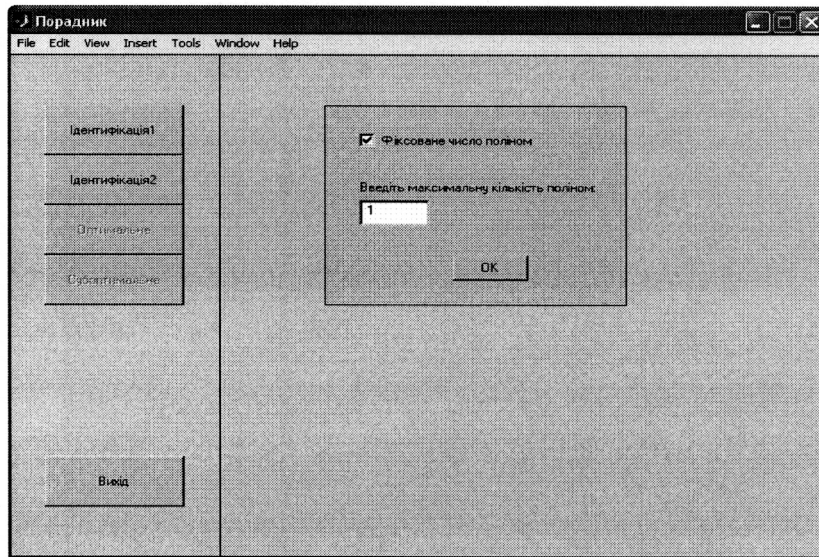 Порадник
File Edit View Insert Tools Window Help
Ідентифікація1
Ідентифікація2
Оптимальне
Субоптимальне
Вихід
Фіксоване число поліном
Введіть максимальну кількість поліном:
1
OK